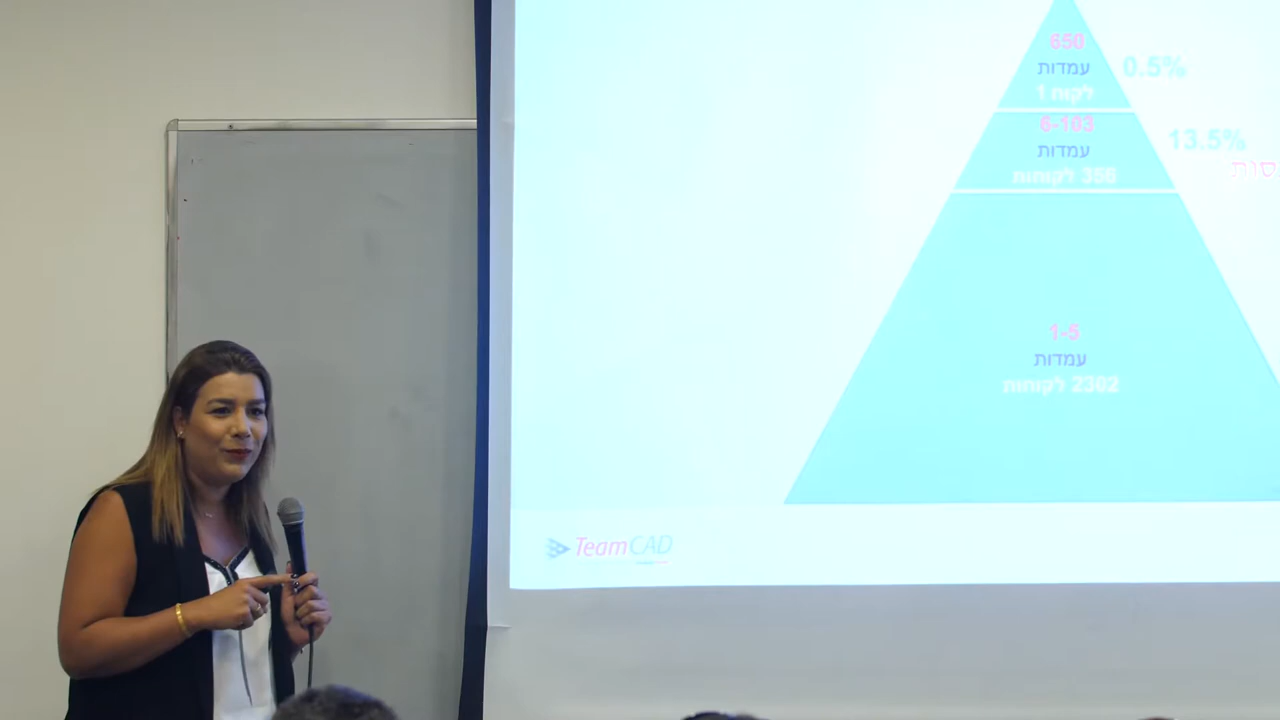 650
עמדות
לקוח 1
0.5%
6-103
עמדות
356 לקוחות
13.5%
1-5
עמדות
2302 לקוחות
TeamCAD